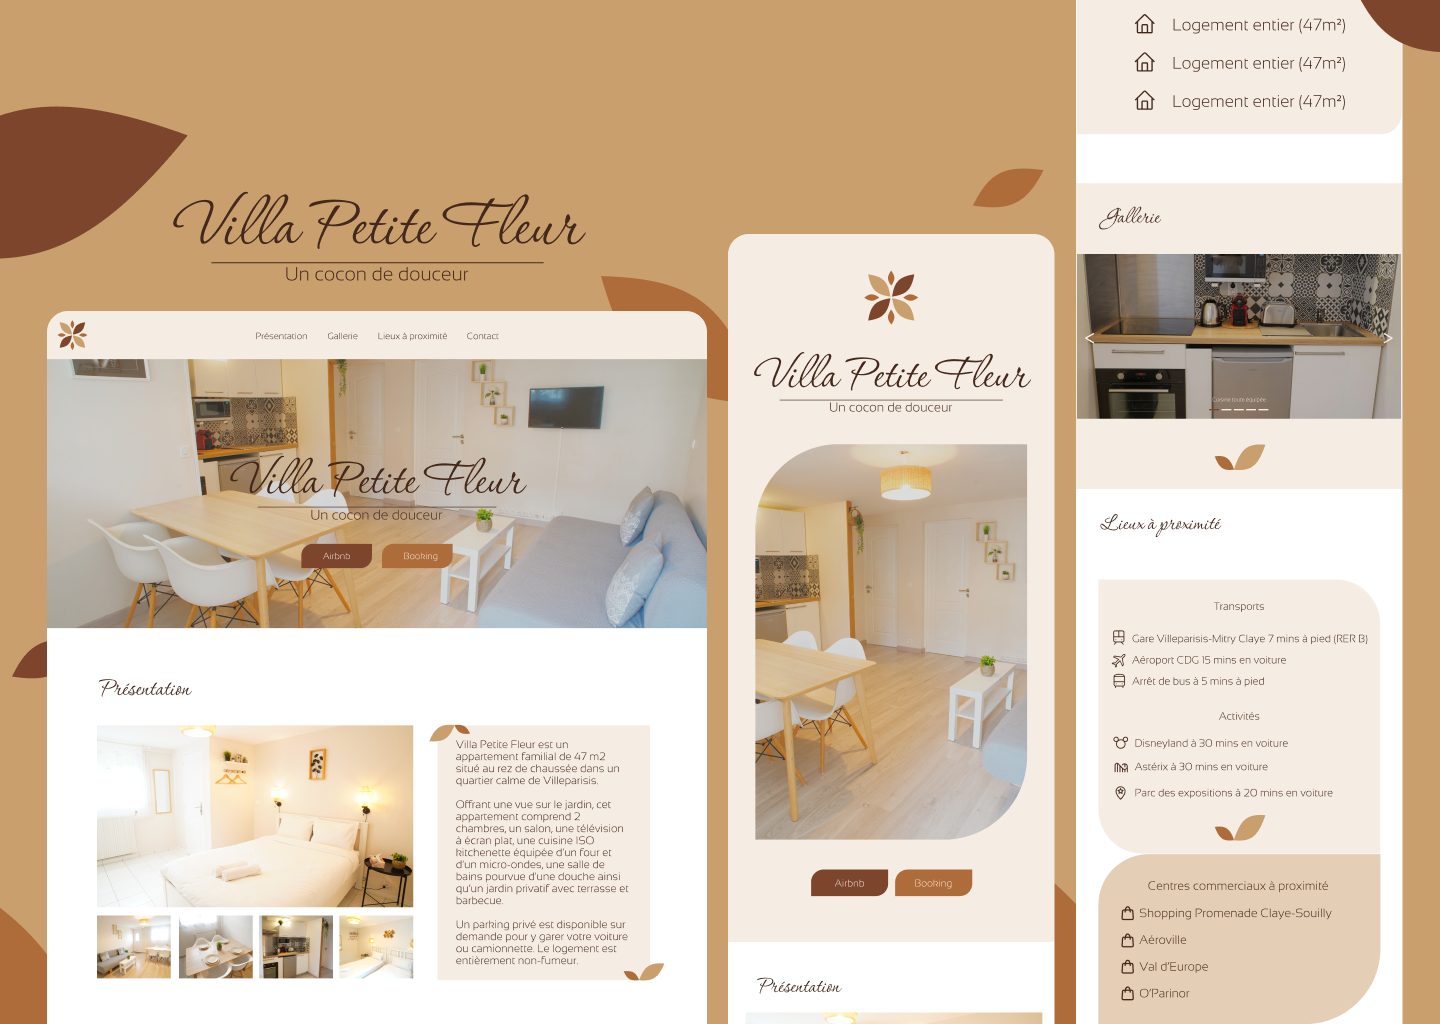 Villa Petite Fleur
Un cocon de douceur
Présentation
Gallerie
Lieux à proximité
Contact
Villa Petite Fleur
Un cocon de douceur
Airbnb
Booking
Présentation
Villa Petite Fleur est un
appartement familial de 47 m2
situé au rez de chaussée dans un
quartier calme de Villeparisis.
Offrant une vue sur le jardin, cet
appartement comprend 2
chambres, un salon, une télévision
à écran plat, une cuisine ISO
kitchenette équipée d'un four et
d'un micro-ondes, une salle de
bains pourvue d'une douche ainsi
qu'un jardin privatif avec terrasse et
barbecue.
Un parking privé est disponible sur
demande pour y garer votre voiture
ou camionnette. Le logement est
entièrement non-fumeur.
Villa Petite Fleur
Un cocon de douceur
Airbnb
Booking
Présentation
Logement entier (47m²)
Logement entier (47m²)
Logement entier (47m²)
Gallerie
< >
Cuisine toute équipée
Lieux à proximité
Transports
Gare Villeparisis-Mitry Claye 7 mins à pied (RER B)
Aéroport CDG 15 mins en voiture
Arrêt de bus à 5 mins à pied
Activités
Disneyland à 30 mins en voiture
Astérix à 30 mins en voiture
Parc des expositions à 20 mins en voiture
Centres commerciaux à proximité
Shopping Promenade Claye-Souilly
Aéroville
Val d'Europe
O'Parinor